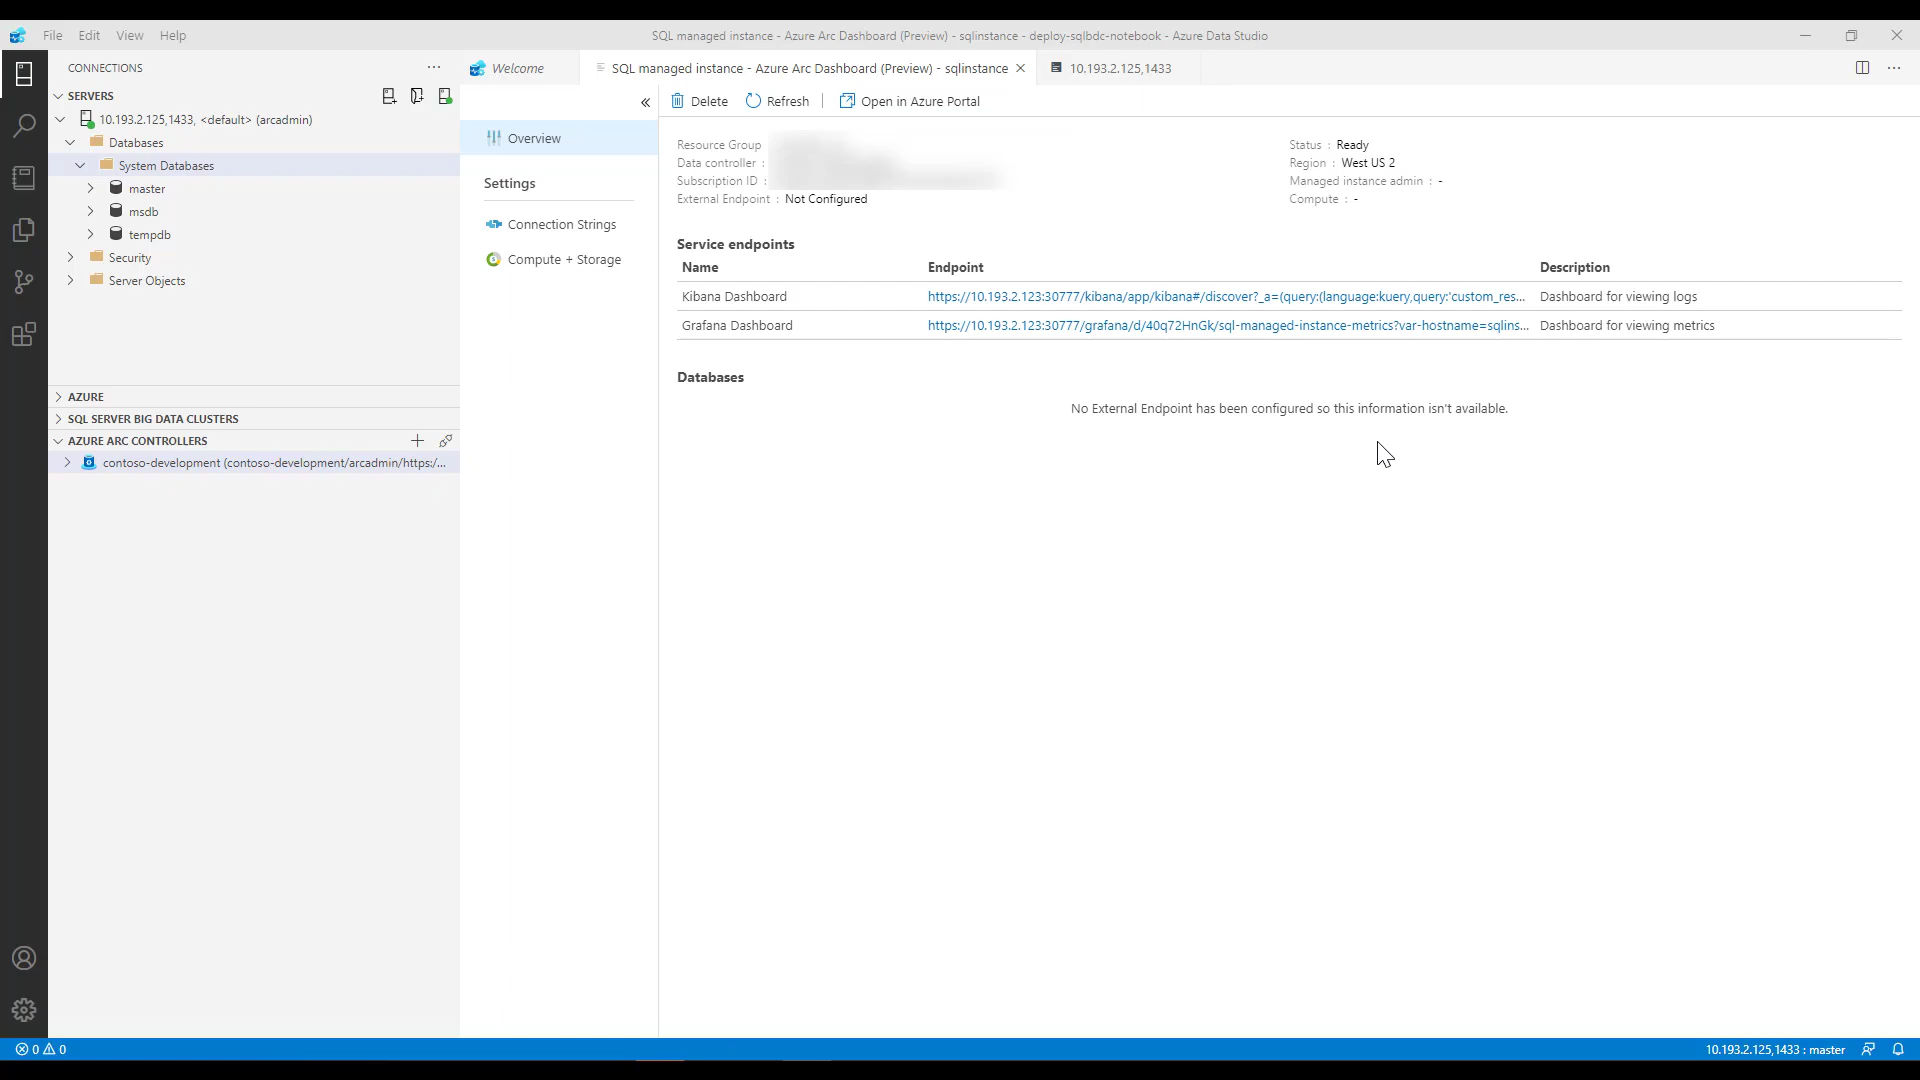 File Edit View Help
SQL managed instance - Azure Arc Dashboard (Preview) - sqlinstance - deploy-sqlbdc-notebook - Azure Data Studio
CONNECTIONS
SERVERS
10.193.2.125,1433, <default> (arcadmin)
Databases
System Databases
master
msdb
tempdb
Security
Server Objects
AZURE
SQL SERVER BIG DATA CLUSTERS
AZURE ARC CONTROLLERS
contoso-development (contoso-development/arcadmin/https:/...
Welcome
SQL managed instance - Azure Arc Dashboard (Preview) - sqlinstance
10.193.2.125,1433
Overview
Settings
Connection Strings
Compute + Storage
Delete Refresh Open in Azure Portal
Resource Group
Data controller :
Subscription ID :
External Endpoint : Not Configured
Status : Ready
Region : West US 2
Managed instance admin : -
Compute : -
Service endpoints
Name Endpoint Description
Kibana Dashboard https://10.193.2.123:30777/kibana/app/kibana#/discover?_a=(query:(language:kuery,query:'custom_res... Dashboard for viewing logs
Grafana Dashboard https://10.193.2.123:30777/grafana/d/40q72HnGk/sql-managed-instance-metrics?var-hostname=sqlins... Dashboard for viewing metrics
Databases
No External Endpoint has been configured so this information isn't available.
0 0
10.193.2.125,1433 : master